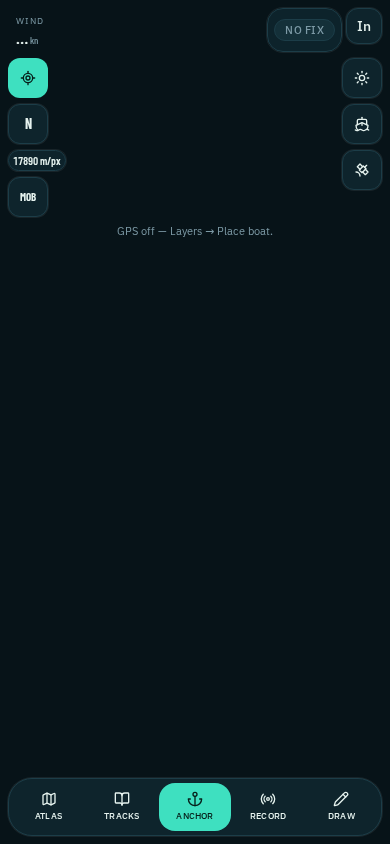 WIND
... kn
NO FIX
In
N
17890 m/px
MOB
GPS off — Layers → Place boat.
ATLAS
TRACKS
ANCHOR
RECORD
DRAW